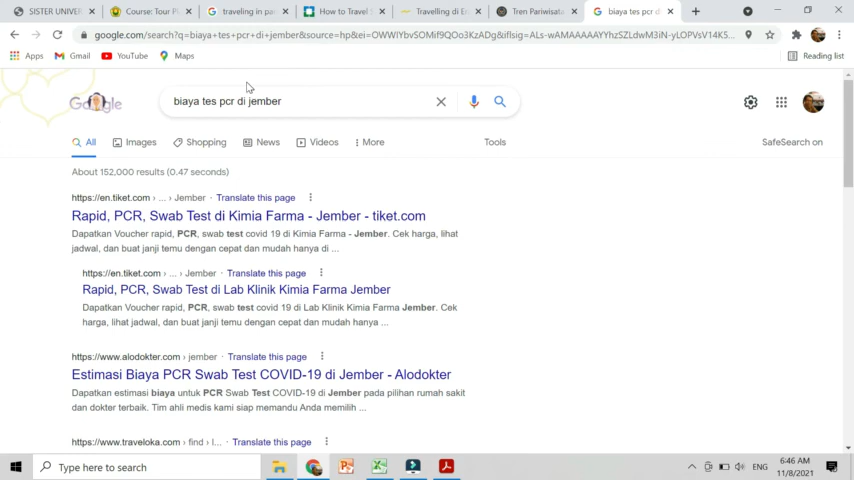 SISTER UNIVER
Course: Tour Pl
traveling in pan
How to Travel S
Travelling di Er
Tren Pariwisata
biaya tes pcr d
google.com/search?q=biaya+tes+pcr+di+jember&source=hp&ei=
Apps
Gmail
YouTube
Maps
Reading list
biaya tes pcr di jember
All
Images
Shopping
News
Videos
More
Tools
SafeSearch on
About 152,000 results (0.47 seconds)
https://en.tiket.com › ... › Jember · Translate this page
Rapid, PCR, Swab Test di Kimia Farma - Jember - tiket.com
Dapatkan Voucher rapid, PCR, swab test covid 19 di Kimia Farma - Jember. Cek harga, lihat
jadwal, dan buat janji temu dengan cepat dan mudah hanya di ...
https://en.tiket.com › ... › Jember · Translate this page
Rapid, PCR, Swab Test di Lab Klinik Kimia Farma Jember
Dapatkan Voucher rapid, PCR, swab test covid 19 di Lab Klinik Kimia Farma Jember. Cek
harga, lihat jadwal, dan buat janji temu dengan cepat dan mudah hanya ...
https://www.alodokter.com › jember · Translate this page
Estimasi Biaya PCR Swab Test COVID-19 di Jember - Alodokter
Dapatkan estimasi biaya untuk PCR Swab Test COVID-19 di Jember pada pilihan rumah sakit
dan dokter terbaik. Tim ahli medis kami siap memandu Anda memilih ...
https://www.traveloka.com › find › l... · Translate this page
Type here to search
ENG
6:46 AM
11/8/2021